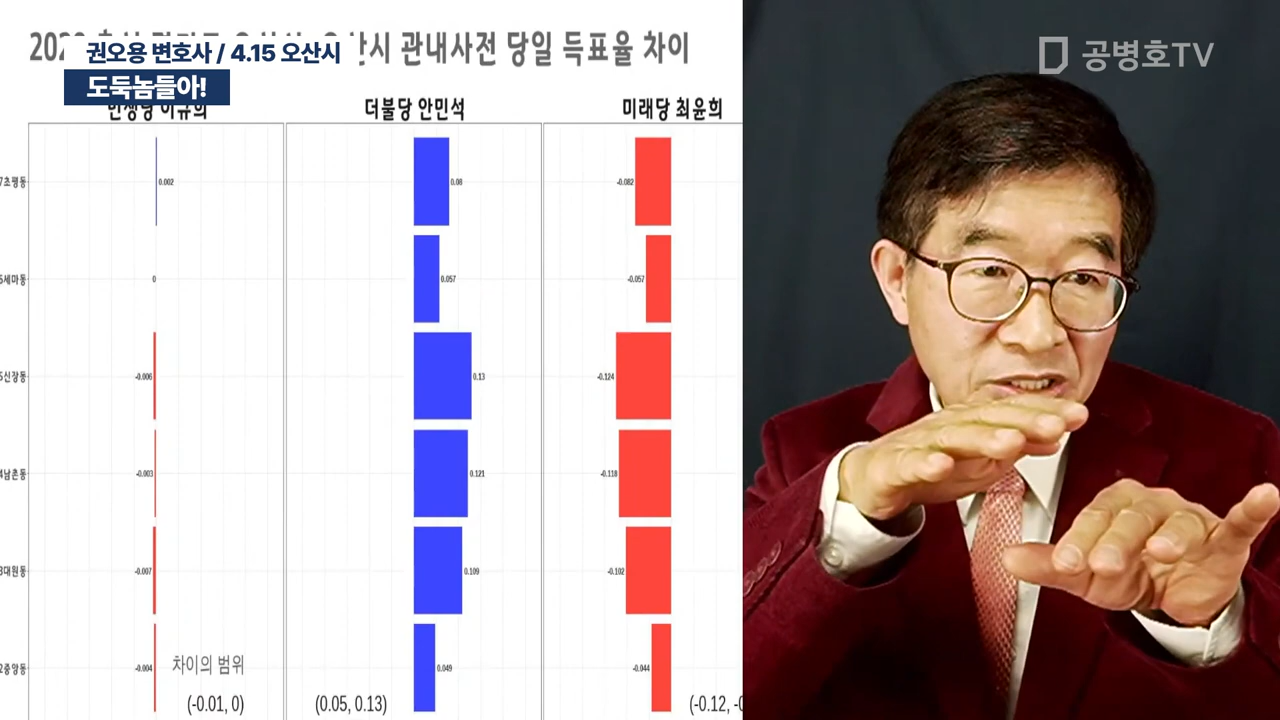 권오용 변호사 / 4.15 오산시
시 관내사전 당일 득표율 차이
도둑놈들아!
공병호TV
더불당 안민석
미래당 최윤희
초평동
0.002
0.08
-0.082
세마동
0
0.057
-0.057
신장동
-0.006
0.13
-0.124
남촌동
-0.003
0.121
-0.118
대원동
-0.007
0.109
-0.102
중앙동
-0.004
0.049
-0.044
차이의 범위
(-0.01, 0)
(0.05, 0.13)
(-0.12,